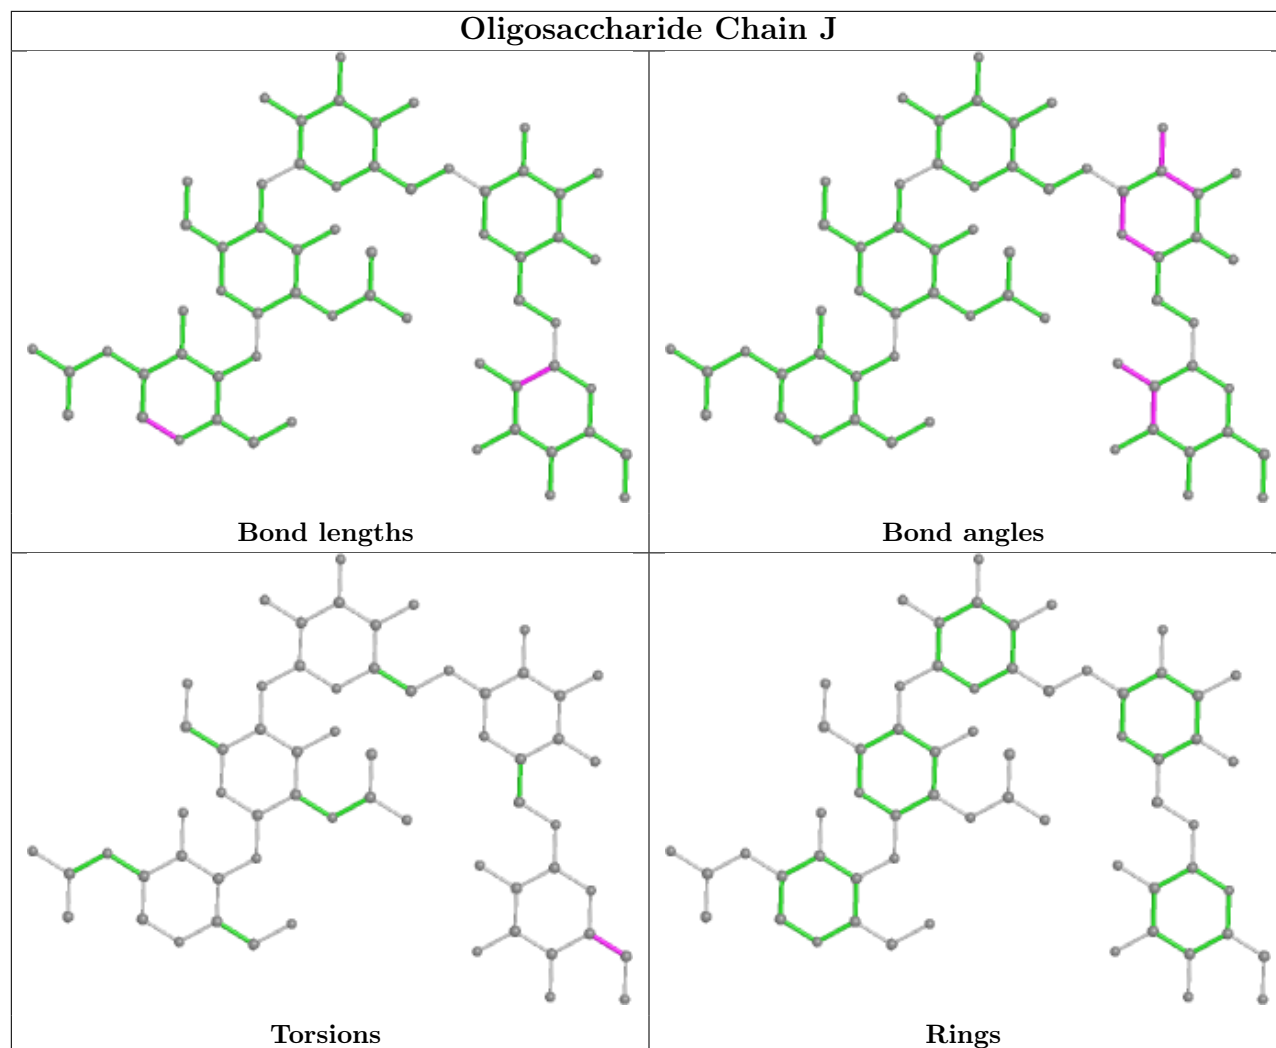 Oligosaccharide Chain J
Bond lengths
Bond angles
Torsions
Rings